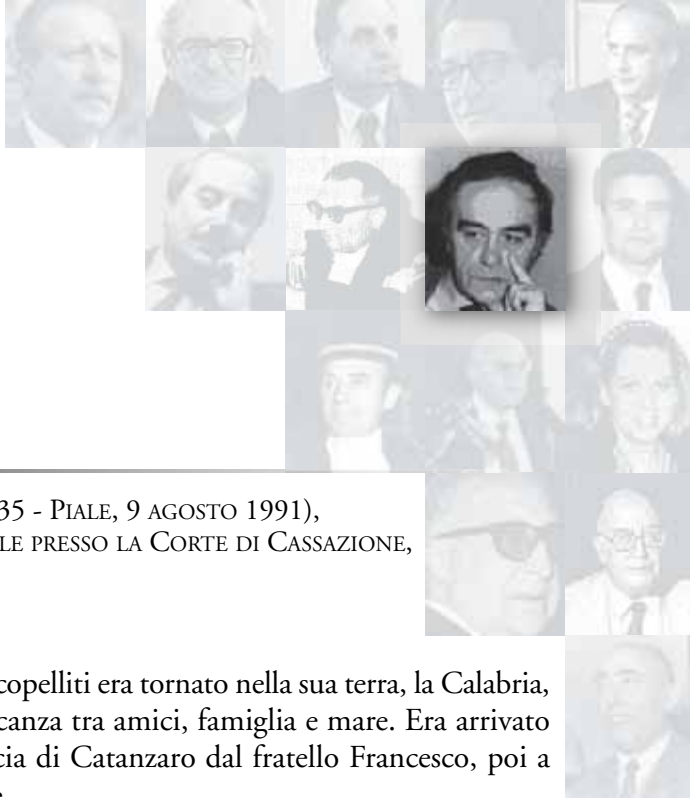 35 - PIALE, 9 AGOSTO 1991),
LE PRESSO LA CORTE DI CASSAZIONE,
copelliti era tornato nella sua terra, la Calabria,
canza tra amici, famiglia e mare. Era arrivato
cia di Catanzaro dal fratello Francesco, poi a